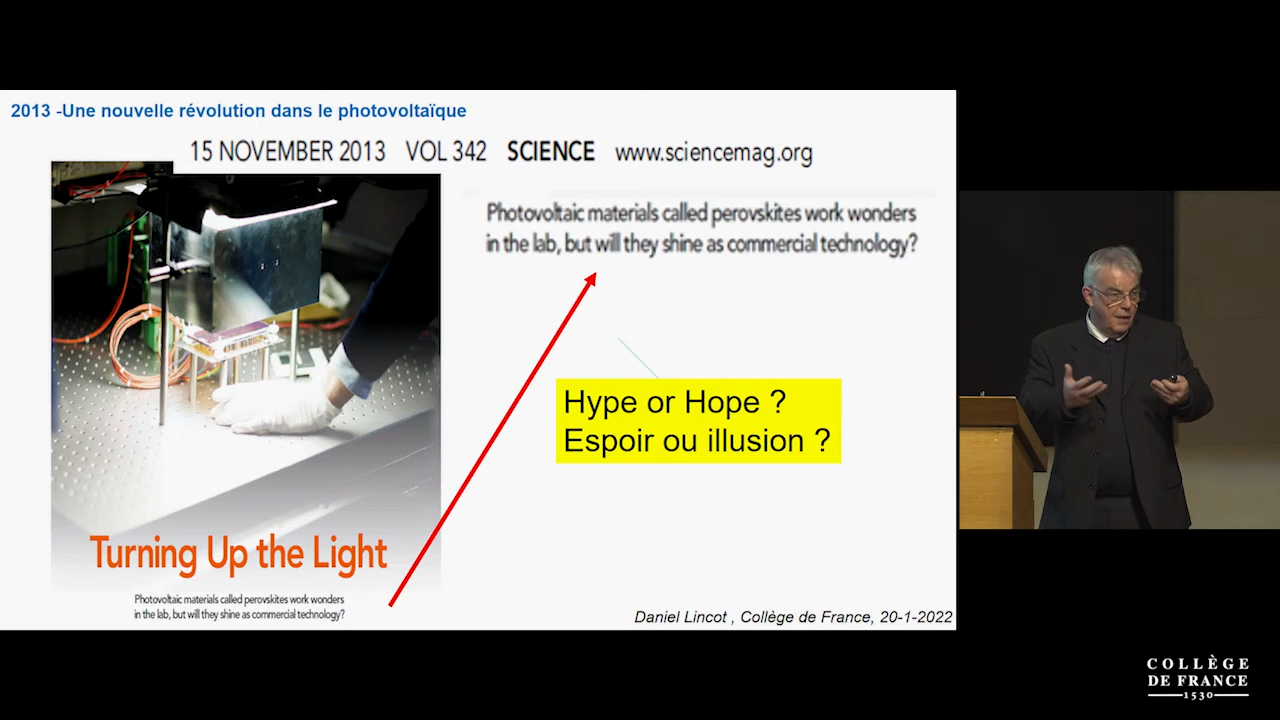 2013 -Une nouvelle révolution dans le photovoltaïque
15 NOVEMBER 2013 VOL 342 SCIENCE www.sciencemag.org
Photovoltaic materials called perovskites work wonders
in the lab, but will they shine as commercial technology?
Hype or Hope ?
Espoir ou illusion ?
Turning Up the Light
Photovoltaic materials called perovskites work wonders
in the lab, but will they shine as commercial technology?
Daniel Lincot , Collège de France, 20-1-2022
COLLÈGE
DE FRANCE
1530